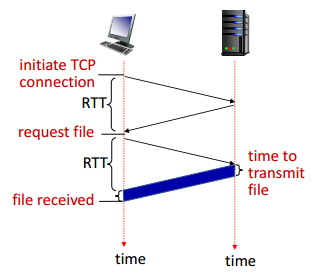 initiate TCP
connection
RTT
request file
RTT
time to
transmit
file
file received
time
time